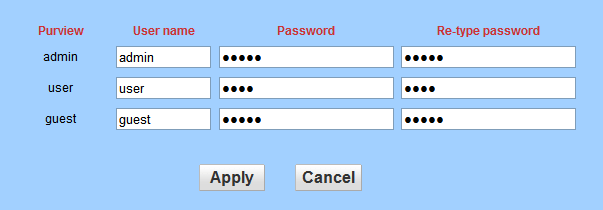 Purview User name Password Re-type password
admin admin •••••  •••••
user user •••• ••••
guest guest ••••• •••••
Apply Cancel